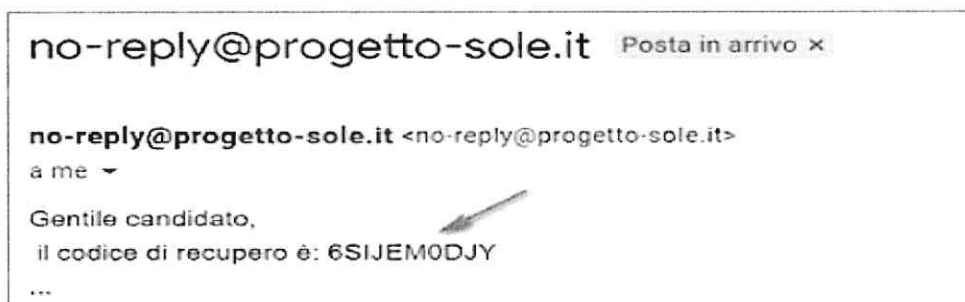 no-reply@progetto-sole.it Posta in arrivo ×
no-reply@progetto-sole.it <no-reply@progetto-sole.it>
a me
Gentile candidato,
il codice di recupero è: 6SIJEM0DJY
...